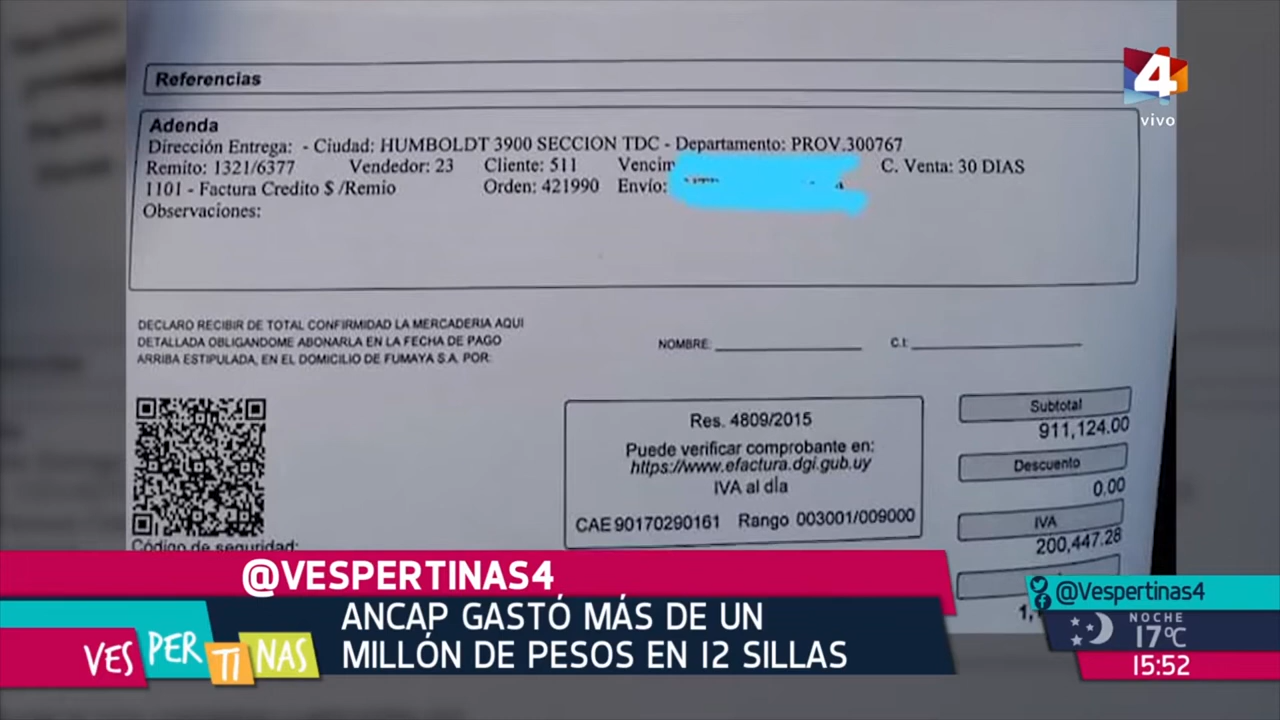 Referencias
4
vivo
Adenda
Dirección Entrega: - Ciudad: HUMBOLDT 3900 SECCION TDC - Departamento: PROV.300767
Remito: 1321/6377 Vendedor: 23 Cliente: 511 Vencim C. Venta: 30 DIAS
1101 - Factura Credito $ /Remio Orden: 421990 Envío:
Observaciones:
DECLARO RECIBIR DE TOTAL CONFIRMIDAD LA MERCADERIA AQUI
DETALLADA OBLIGANDOME ABONARLA EN LA FECHA DE PAGO
ARRIBA ESTIPULADA, EN EL DOMICILIO DE FUMAYA S.A. POR:
NOMBRE: C.I:
Res. 4809/2015
Puede verificar comprobante en:
https://www.efactura.dgi.gub.uy
IVA al día
CAE 90170290161 Rango 003001/009000
Subtotal
911,124.00
Descuento
0.00
IVA
200,447.28
Código de seguridad:
@VESPERTINAS4
ANCAP GASTÓ MÁS DE UN
MILLÓN DE PESOS EN 12 SILLAS
VESPERTINAS
@Vespertinas4
NOCHE
17ºC
15:52